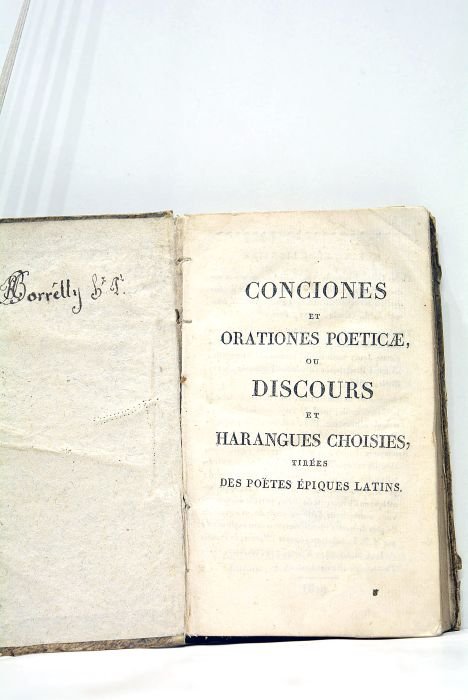 Borrelly
CONCIONES
ET
ORATIONES POETICÆ,
OU
DISCOURS
ET
HARANGUES CHOISIES,
TIRÉES
DES POËTES ÉPIQUES LATINS.